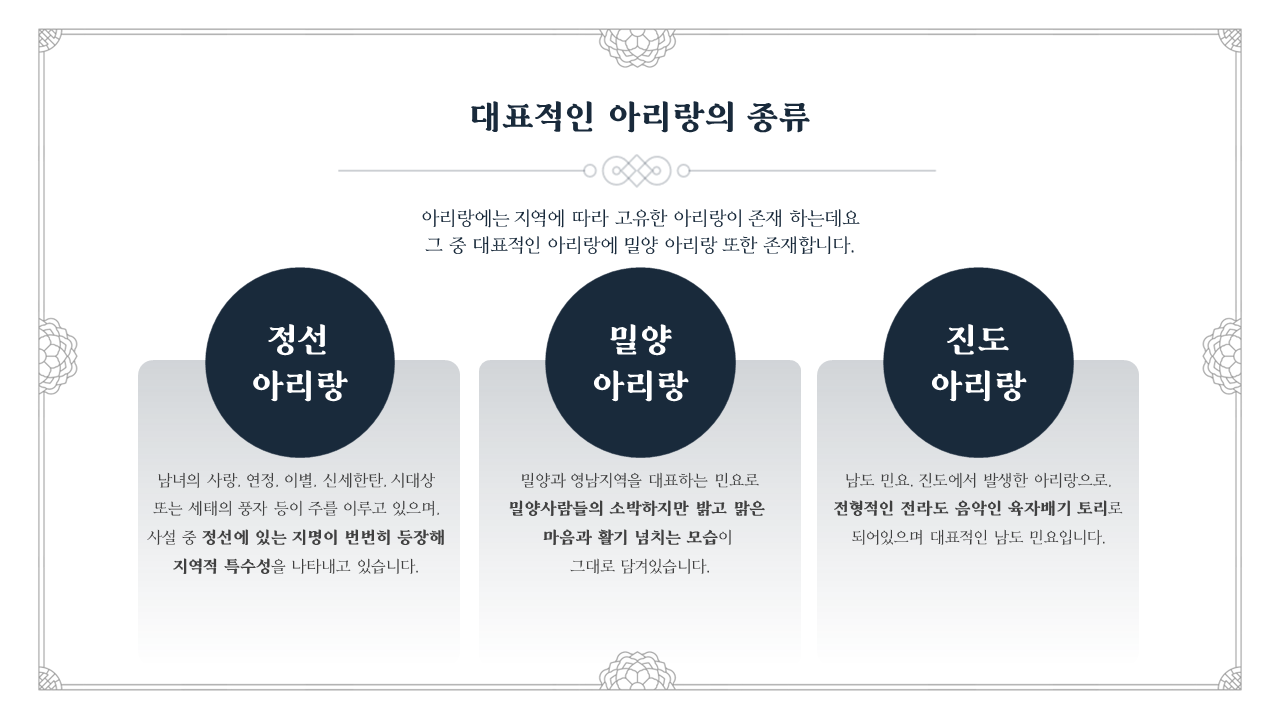 대표적인 아리랑의 종류
아리랑에는 지역에 따라 고유한 아리랑이 존재 하는데요
그 중 대표적인 아리랑에 밀양 아리랑 또한 존재합니다.
정선
아리랑
남녀의 사랑, 연정, 이별, 신세한탄, 시대상
또는 세태의 풍자 등이 주를 이루고 있으며,
사설 중 정선에 있는 지명이 번번히 등장해
지역적 특수성을 나타내고 있습니다.
밀양
아리랑
밀양과 영남지역을 대표하는 민요로
밀양사람들의 소박하지만 밝고 맑은
마음과 활기 넘치는 모습이
그대로 담겨있습니다.
진도
아리랑
남도 민요, 진도에서 발생한 아리랑으로,
전형적인 전라도 음악인 육자배기 토리로
되어있으며 대표적인 남도 민요입니다.